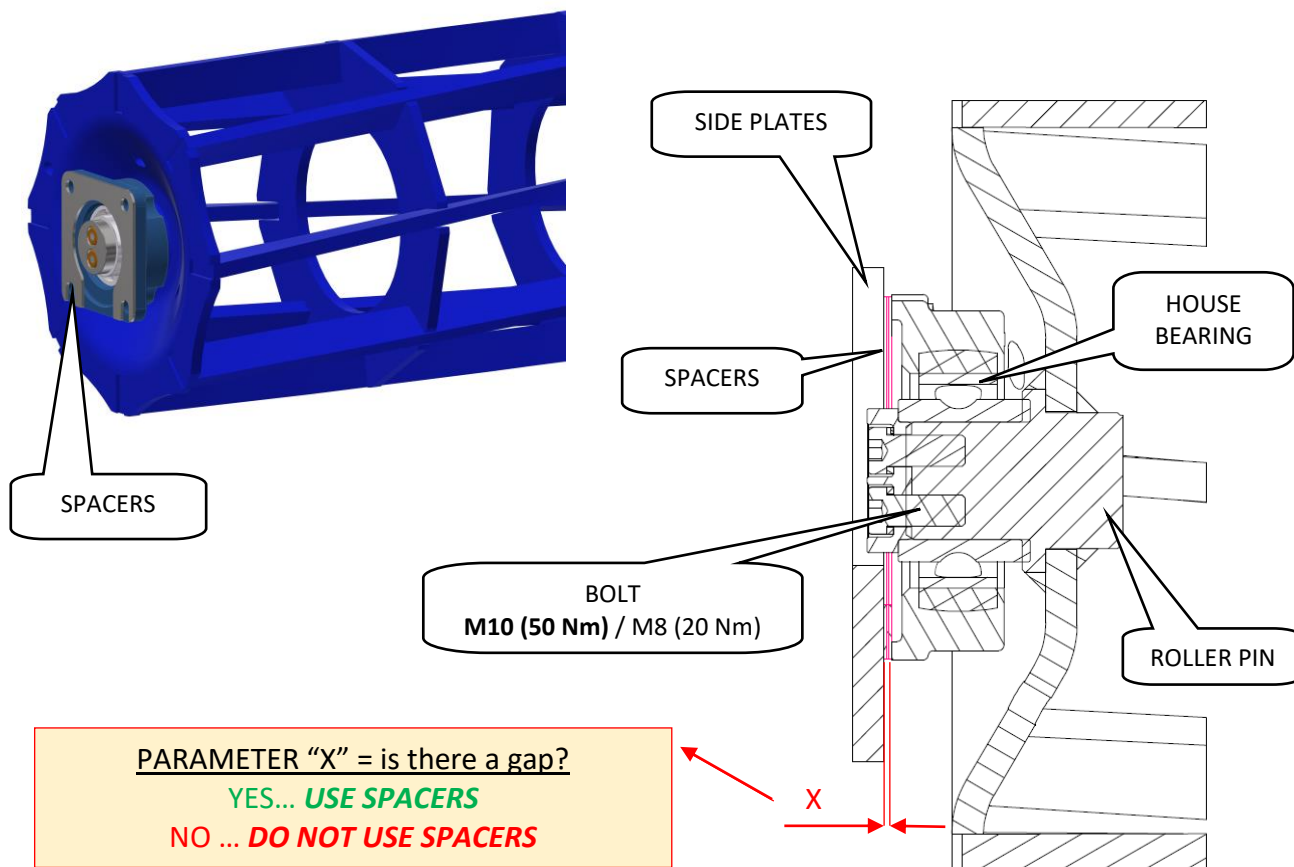 SIDE PLATES
HOUSE
BEARING
SPACERS
SPACERS
BOLT
M10 (50 Nm) / M8 (20 Nm)
ROLLER PIN
PARAMETER “X” = is there a gap?
YES... USE SPACERS
NO ... DO NOT USE SPACERS
X